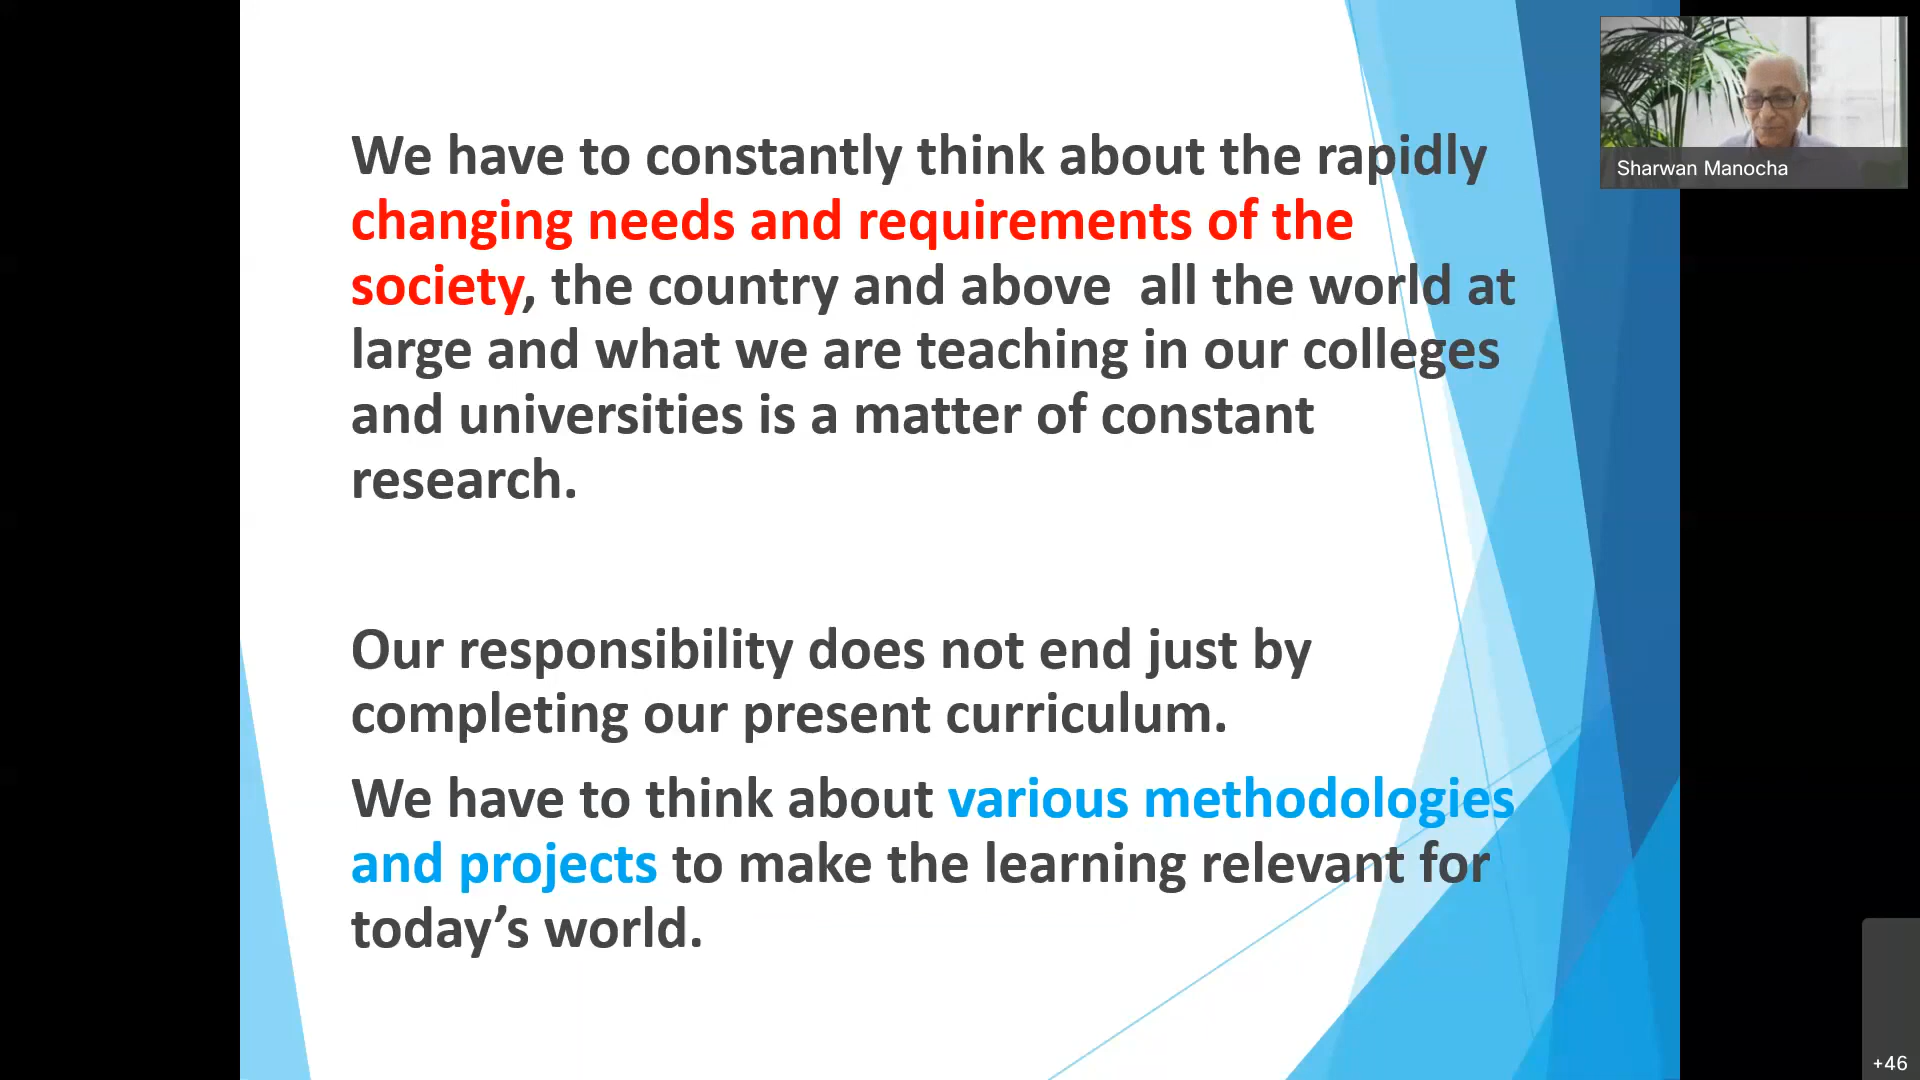 We have to constantly think about the rapidly
changing needs and requirements of the
society, the country and above  all the world at
large and what we are teaching in our colleges
and universities is a matter of constant
research.
Our responsibility does not end just by
completing our present curriculum.
We have to think about various methodologies
and projects to make the learning relevant for
today’s world.
Sharwan Manocha
+46